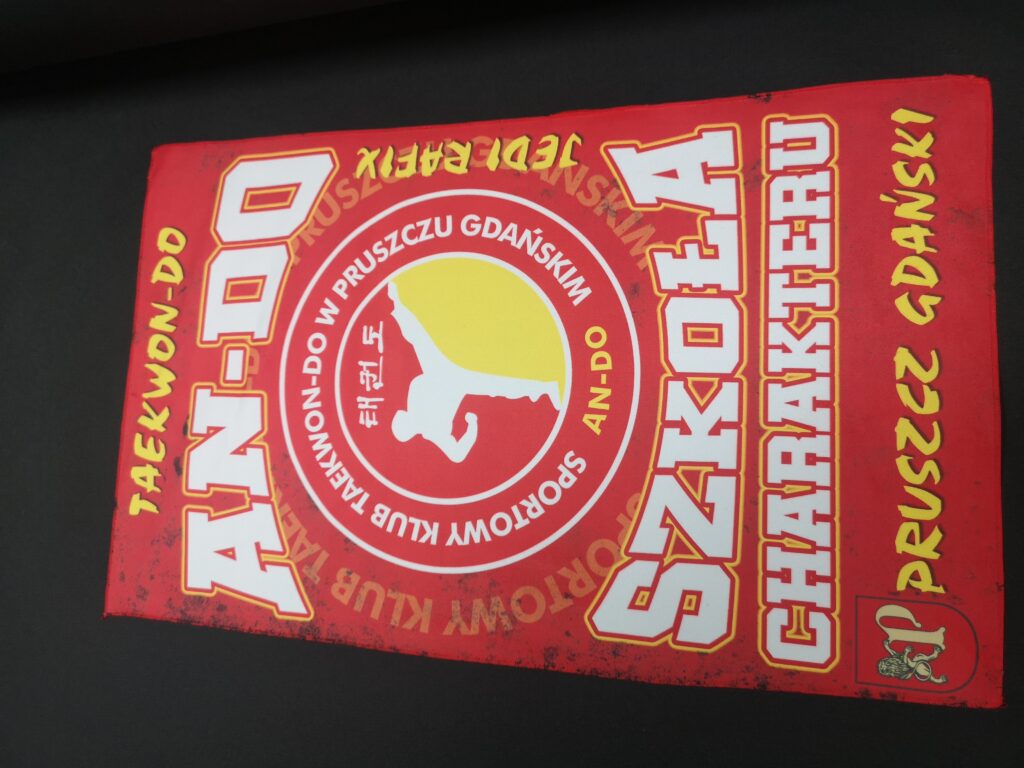 TAEKWON-DO
AN-DO
JEDI RAFIX
SPORTOWY KLUB TAEKWON-DO W PRUSZCZU GDAŃSKIM
AN-DO
태권도
SZKOŁA
CHARAKTERU
P
PRUSZCZ GDAŃSKI